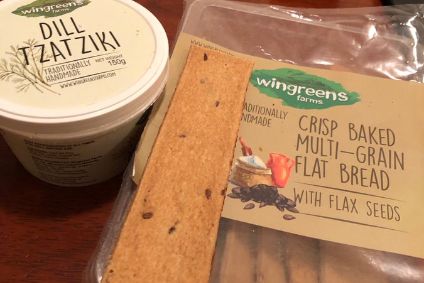 wingreens
farms
DILL
TZATZIKI
TRADITIONALLY
HANDMADE
NET WEIGHT
150g
wingreens
farms
HANDMADE
CRISP BAKED
MULTI-GRAIN
FLAT BREAD
WITH FLAX SEEDS